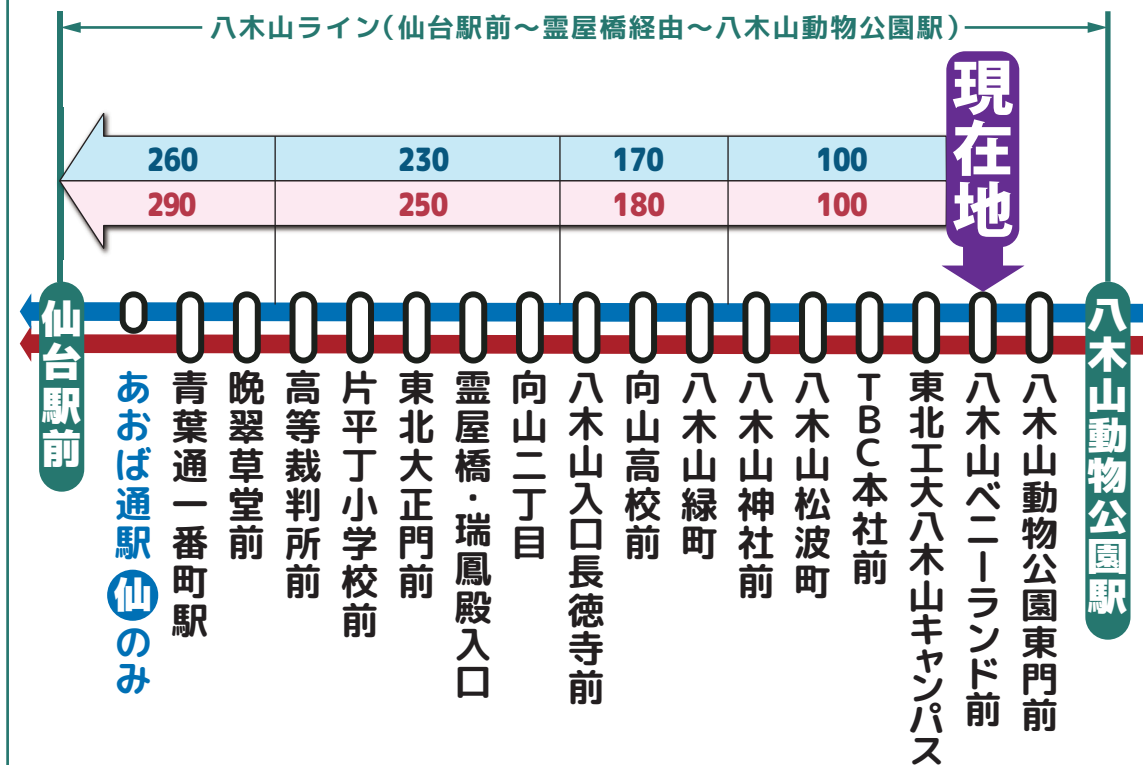 八木山ライン(仙台駅前～霊屋橋経由～八木山動物公園駅)
現在地
260 230 170 100
290 250 180 100
仙台駅前
あおば通駅 仙 のみ
青葉通一番町駅
晩翠草堂前
高等裁判所前
片平丁小学校前
東北大正門前
霊屋橋・瑞鳳殿入口
向山二丁目
八木山入口長徳寺前
向山高校前
八木山緑町
八木山神社前
八木山松波町
TBC本社前
東北工大八木山キャンパス
八木山ベニーランド前
八木山動物公園東門前
八木山動物公園駅